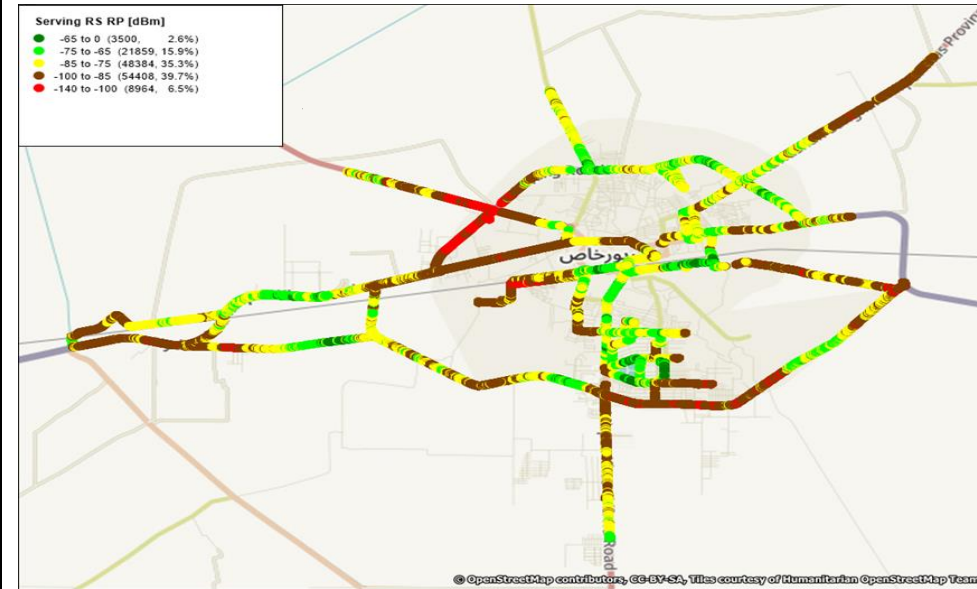 Serving RS RP [dBm]
-65 to 0 (3500, 2.6%)
-75 to -65 (21859, 15.9%)
-85 to -75 (48384, 35.3%)
-100 to -85 (54408, 39.7%)
-140 to -100 (8964, 6.5%)
پورخاص
Road
© OpenStreetMap contributors, CC-BY-SA, Tiles courtesy of Humanitarian OpenStreetMap Team